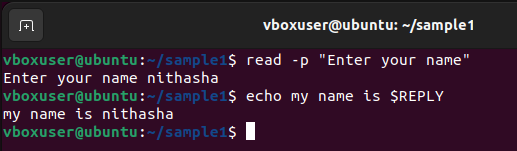 vboxuser@ubuntu: ~/sample1
vboxuser@ubuntu:~/sample1$ read -p "Enter your name"
Enter your name nithasha
vboxuser@ubuntu:~/sample1$ echo my name is $REPLY
my name is nithasha
vboxuser@ubuntu:~/sample1$